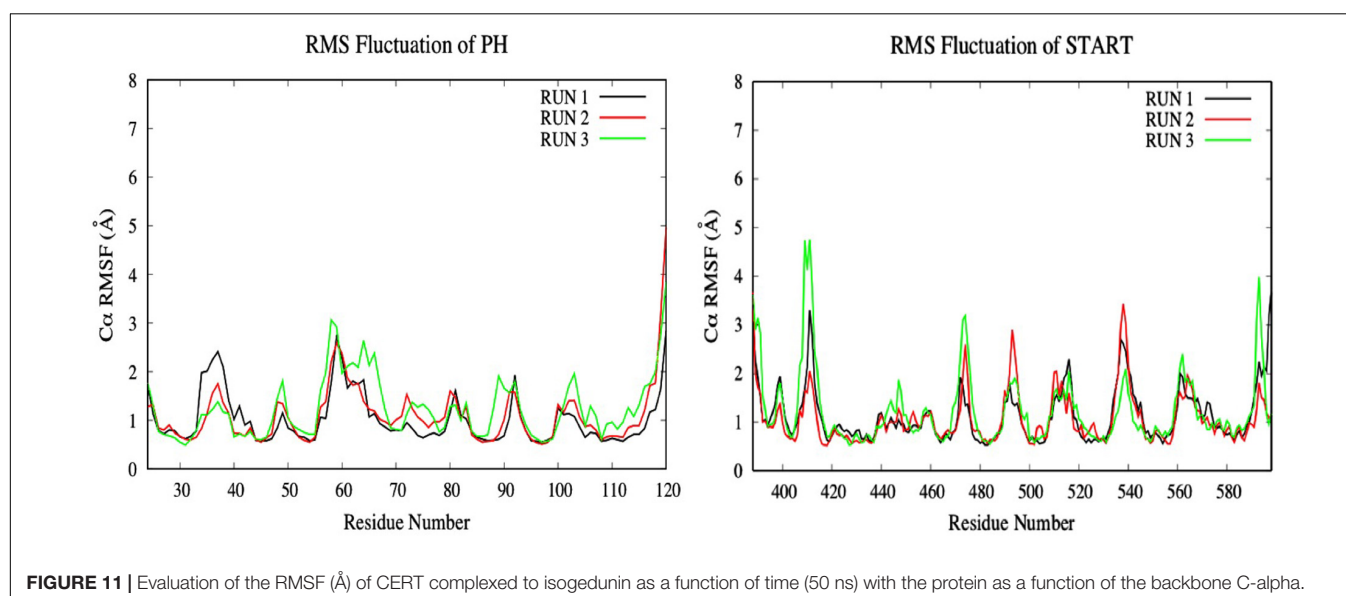 RMS Fluctuation of PH
8
7
6
5
4
3
2
1
0
Cα RMSF (Å)
RUN 1
RUN 2
RUN 3
30 40 50 60 70 80 90 100 110 120
Residue Number
RMS Fluctuation of START
8
7
6
5
4
3
2
1
0
Cα RMSF (Å)
RUN 1
RUN 2
RUN 3
400 420 440 460 480 500 520 540 560 580
Residue Number
FIGURE 11 | Evaluation of the RMSF (Å) of CERT complexed to isogedunin as a function of time (50 ns) with the protein as a function of the backbone C-alpha.